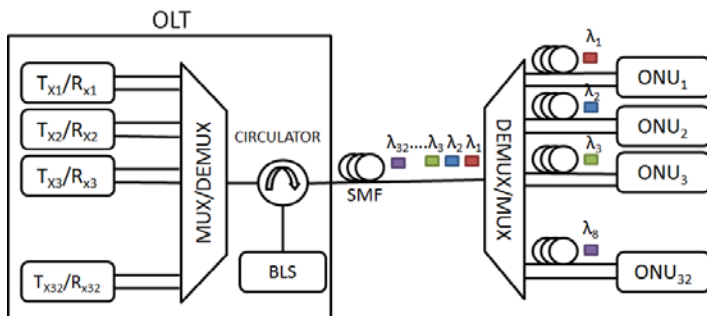 OLT
Tx1/Rx1
TX2/RX2
TX3/Rx3
TX32/Rx32
MUX/DEMUX
CIRCULATOR
BLS
SMF
λ32....λ3 λ2 λ1
DEMUX/MUX
λ1
ONU1
λ2
ONU2
λ3
ONU3
λ8
ONU32